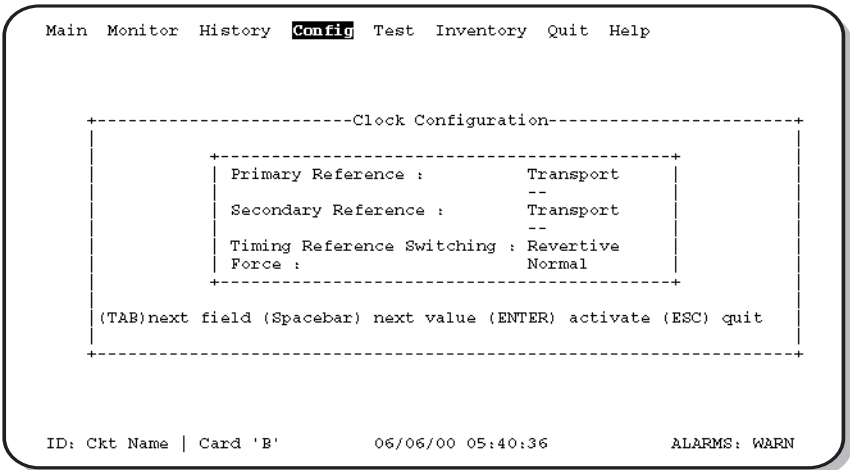 Main Monitor History Config Test Inventory Quit Help
Clock Configuration
Primary Reference : Transport
--
Secondary Reference : Transport
--
Timing Reference Switching : Revertive
Force : Normal
(TAB)next field (Spacebar) next value (ENTER) activate (ESC) quit
ID: Ckt Name | Card 'B' 06/06/00 05:40:36 ALARMS: WARN